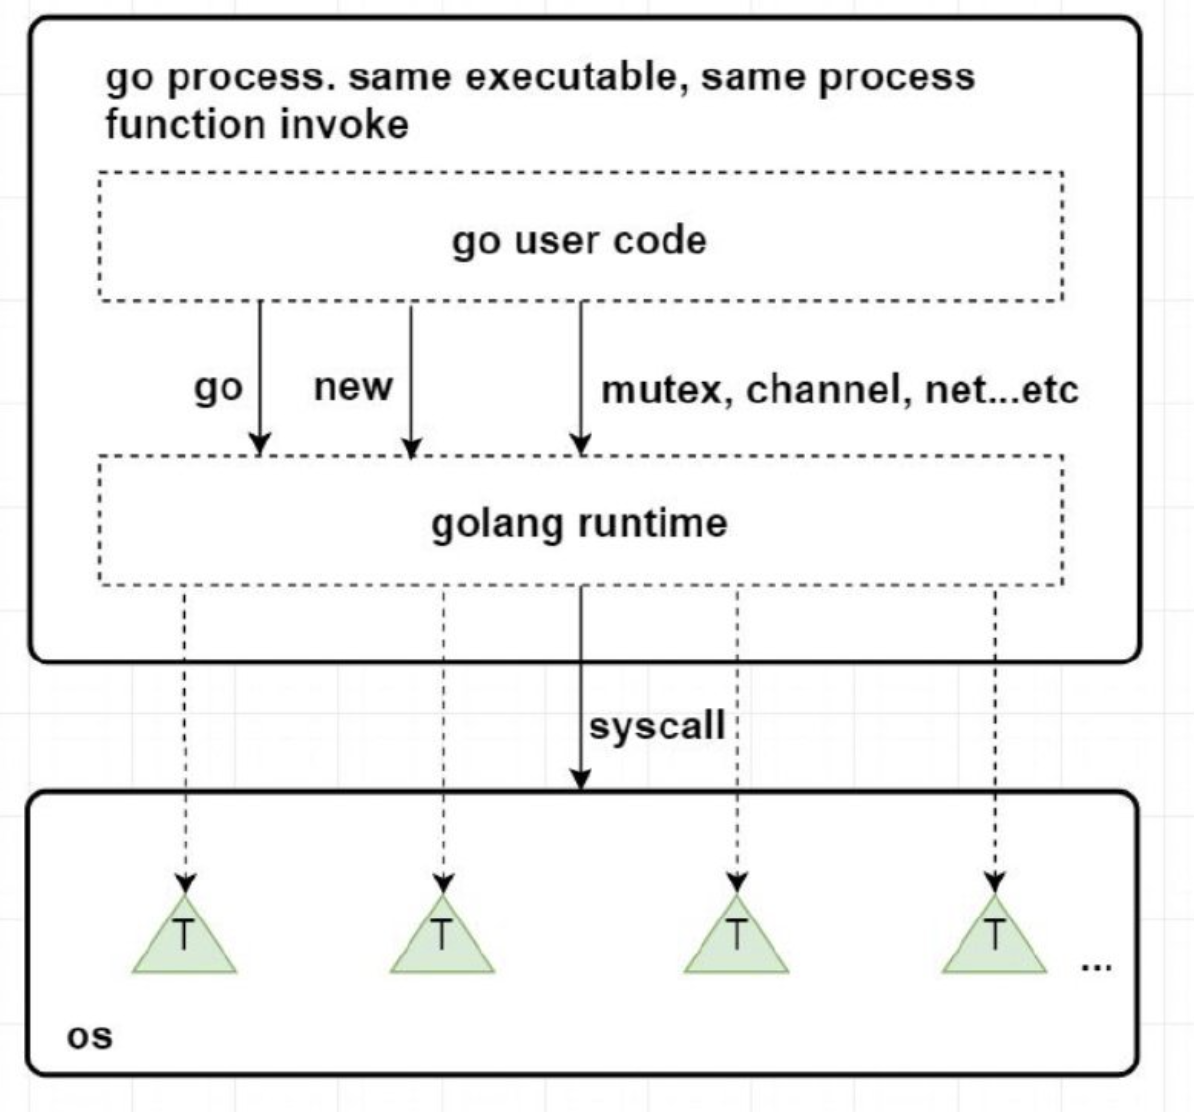 go process. same executable, same process
function invoke
go user code
go
new
mutex, channel, net...etc
golang runtime
syscall
T
T
T
T
...
os